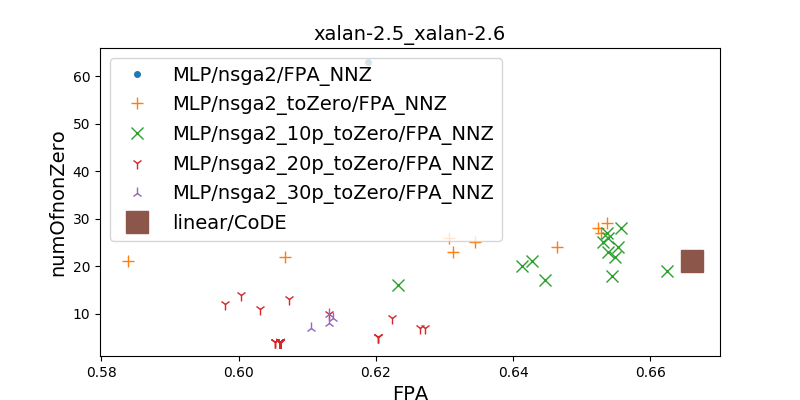 xalan-2.5_xalan-2.6
60
50
40
30
20
10
numOfnonZero
MLP/nsga2/FPA_NNZ
MLP/nsga2_toZero/FPA_NNZ
MLP/nsga2_10p_toZero/FPA_NNZ
MLP/nsga2_20p_toZero/FPA_NNZ
MLP/nsga2_30p_toZero/FPA_NNZ
linear/CoDE
0.58 0.60 0.62 0.64 0.66
FPA